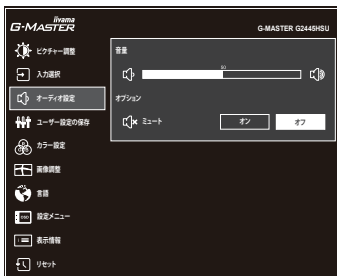 iiyama
G-MASTER
G-MASTER G2445HSU
ピクチャー調整
入力選択
オーディオ設定
ユーザー設定の保存
カラー設定
画像調整
言語
設定メニュー
表示情報
リセット
音量
50
オプション
ミュート
オン
オフ